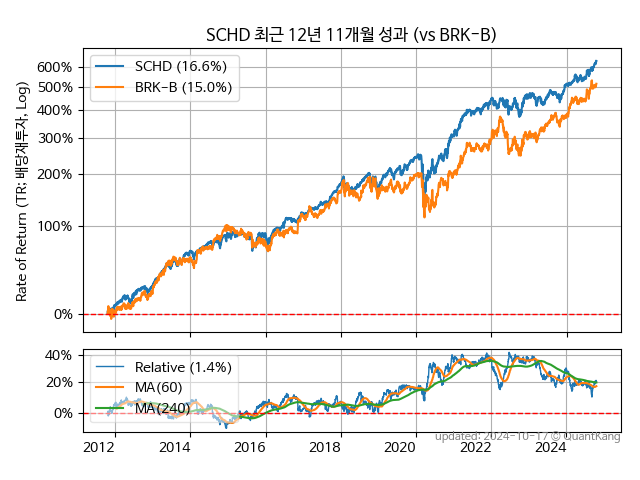 SCHD 최근 12년 11개월 성과 (vs BRK-B)
Rate of Return (TR: 배당재투자, Log)
600%
500%
400%
300%
200%
100%
0%
SCHD (16.6%)
BRK-B (15.0%)
40%
20%
0%
Relative (1.4%)
MA(60)
MA(240)
2012 2014 2016 2018 2020 2022 2024
updated: 2024-10-17 © QuantKang